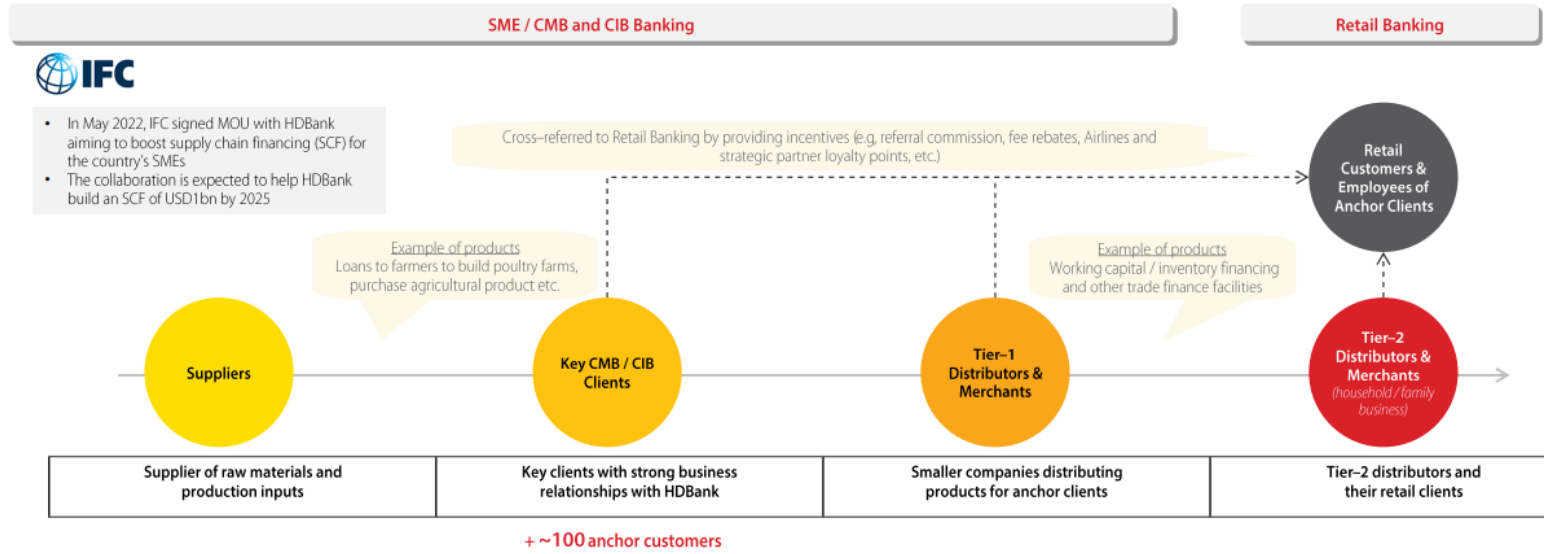 SME / CMB and CIB Banking
Retail Banking
IFC
• In May 2022, IFC signed MOU with HDBank
aiming to boost supply chain financing (SCF) for
the country's SMEs
• The collaboration is expected to help HDBank
build an SCF of USD1bn by 2025
Cross–referred to Retail Banking by providing incentives (e.g, referral commission, fee rebates, Airlines and
strategic partner loyalty points, etc.)
Retail
Customers &
Employees of
Anchor Clients
Example of products
Loans to farmers to build poultry farms,
purchase agricultural product etc.
Example of products
Working capital / inventory financing
and other trade finance facilities
Suppliers
Key CMB / CIB
Clients
Tier–1
Distributors &
Merchants
Tier–2
Distributors &
Merchants
(household / family
business)
Supplier of raw materials and
production inputs
Key clients with strong business
relationships with HDBank
Smaller companies distributing
products for anchor clients
Tier–2 distributors and
their retail clients
+ ~100 anchor customers